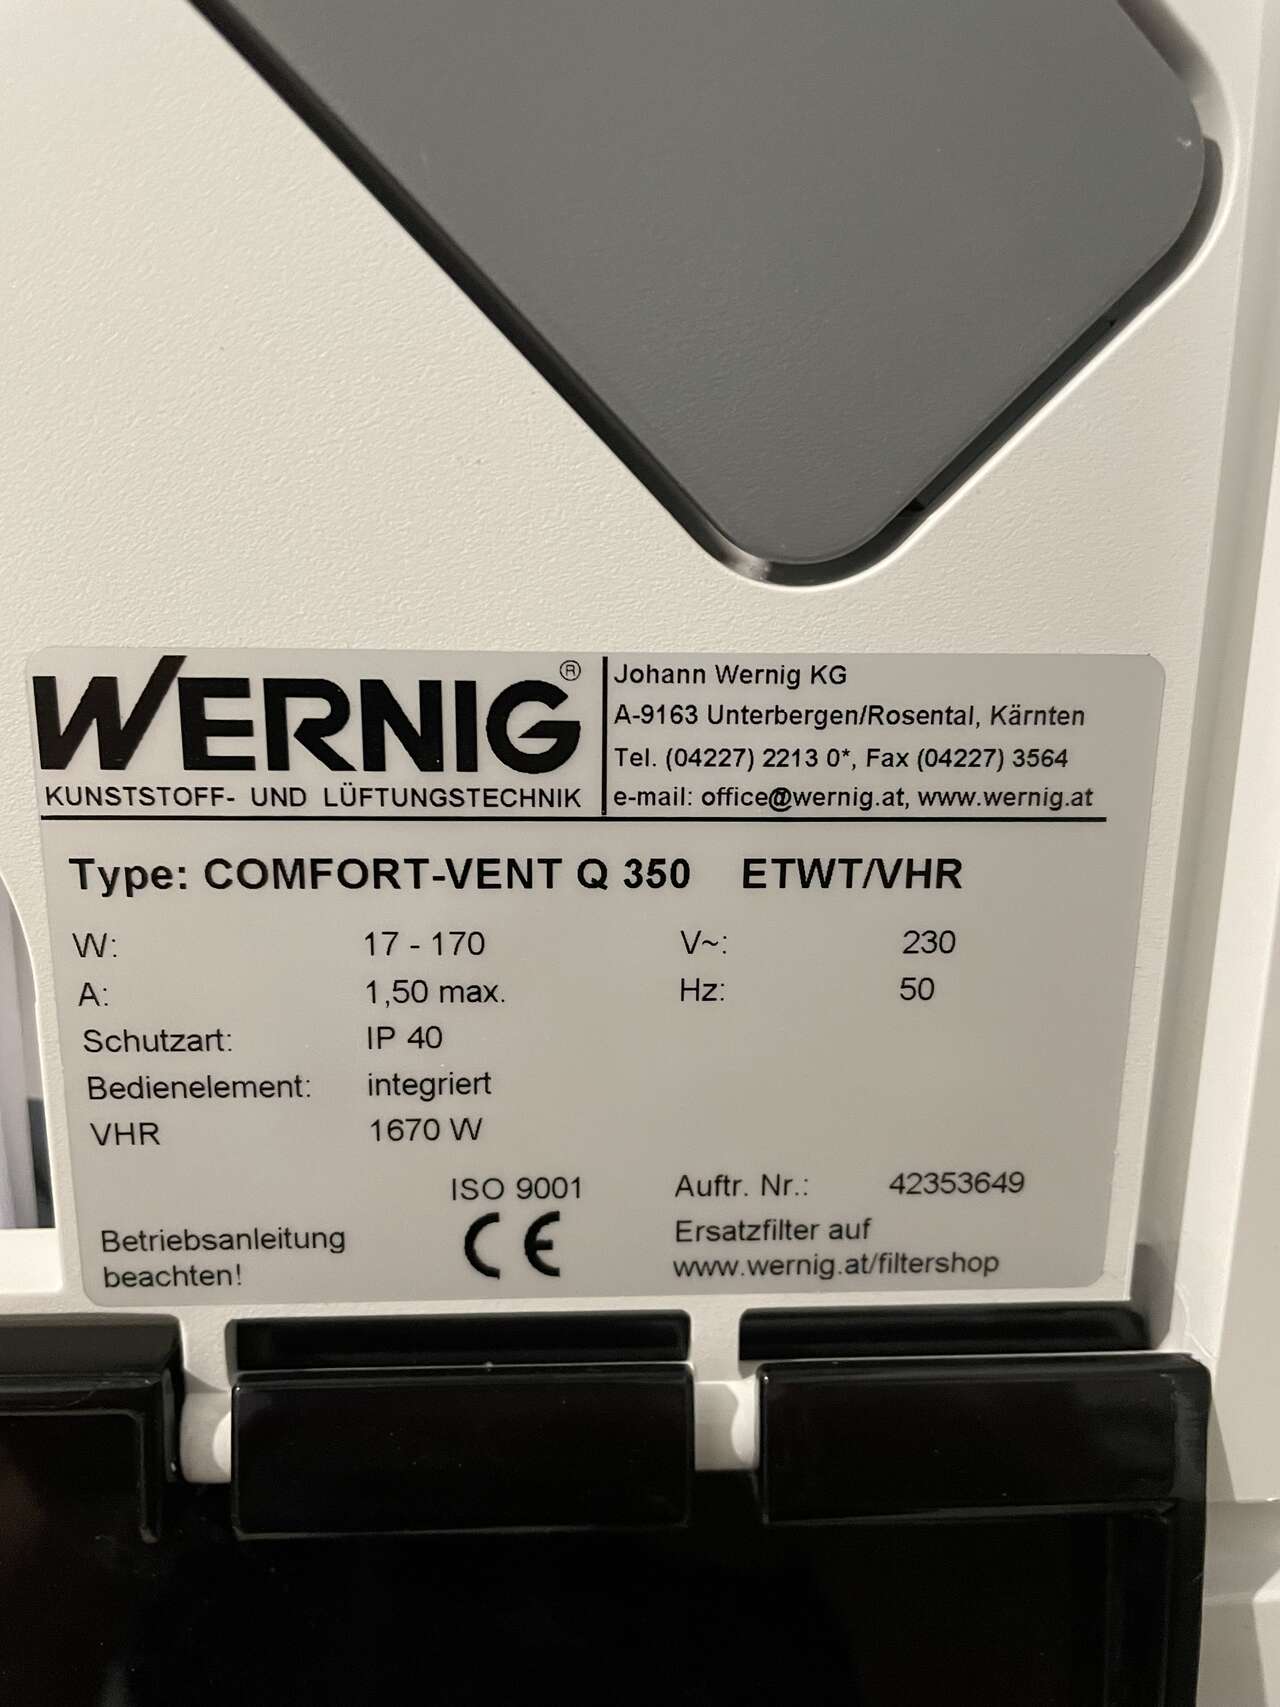 WERNIG®
KUNSTSTOFF- UND LÜFTUNGSTECHNIK
Johann Wernig KG
A-9163 Unterbergen/Rosental, Kärnten
Tel. (04227) 2213 0*, Fax (04227) 3564
e-mail: office@wernig.at, www.wernig.at
Type: COMFORT-VENT Q 350 ETWT/VHR
W: 17 - 170 V~: 230
A: 1,50 max. Hz: 50
Schutzart: IP 40
Bedienelement: integriert
VHR 1670 W
ISO 9001 Auftr. Nr.: 42353649
Betriebsanleitung CE Ersatzfilter auf
beachten! www.wernig.at/filtershop